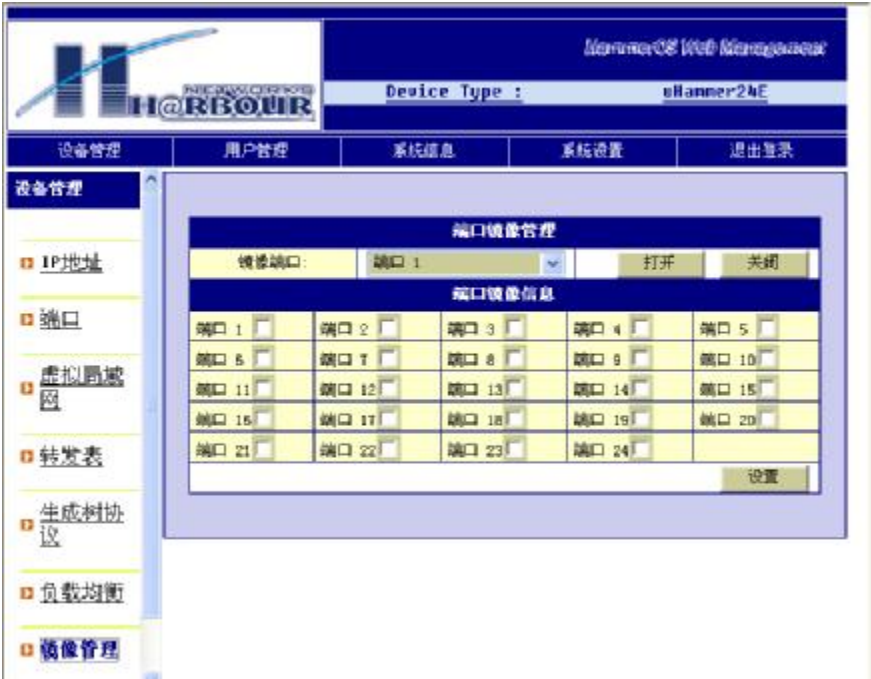 HammerOS Web Management
NETWORKS
H@RBOUR
Device Type : uHammer24E
设备管理 用户管理 系统信息 系统设置 退出登录
设备管理
IP地址
端口
虚拟局域
网
转发表
生成树协
议
负载均衡
镜像管理
端口镜像管理
镜像端口: 端口 1 打开 关闭
端口镜像信息
端口 1 端口 2 端口 3 端口 4 端口 5
端口 6 端口 7 端口 8 端口 9 端口 10
端口 11 端口 12 端口 13 端口 14 端口 15
端口 16 端口 17 端口 18 端口 19 端口 20
端口 21 端口 22 端口 23 端口 24
设置